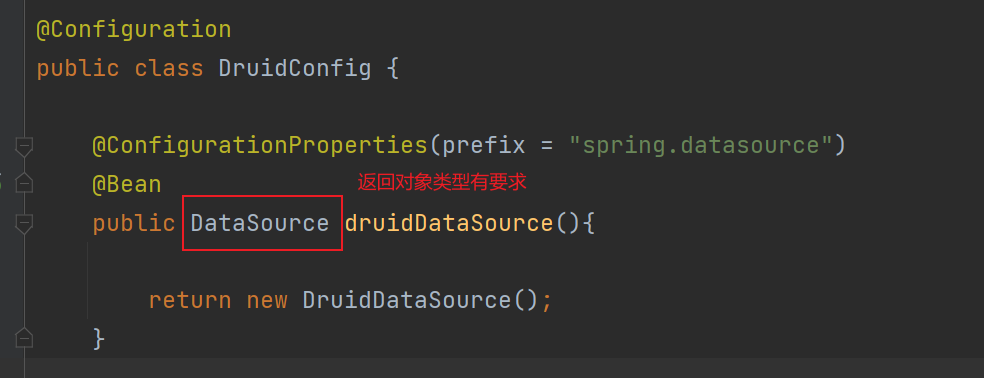 @Configuration
public class DruidConfig {
@ConfigurationProperties(prefix = "spring.datasource")
@Bean
返回对象类型有要求
public DataSource druidDataSource(){
return new DruidDataSource();
}